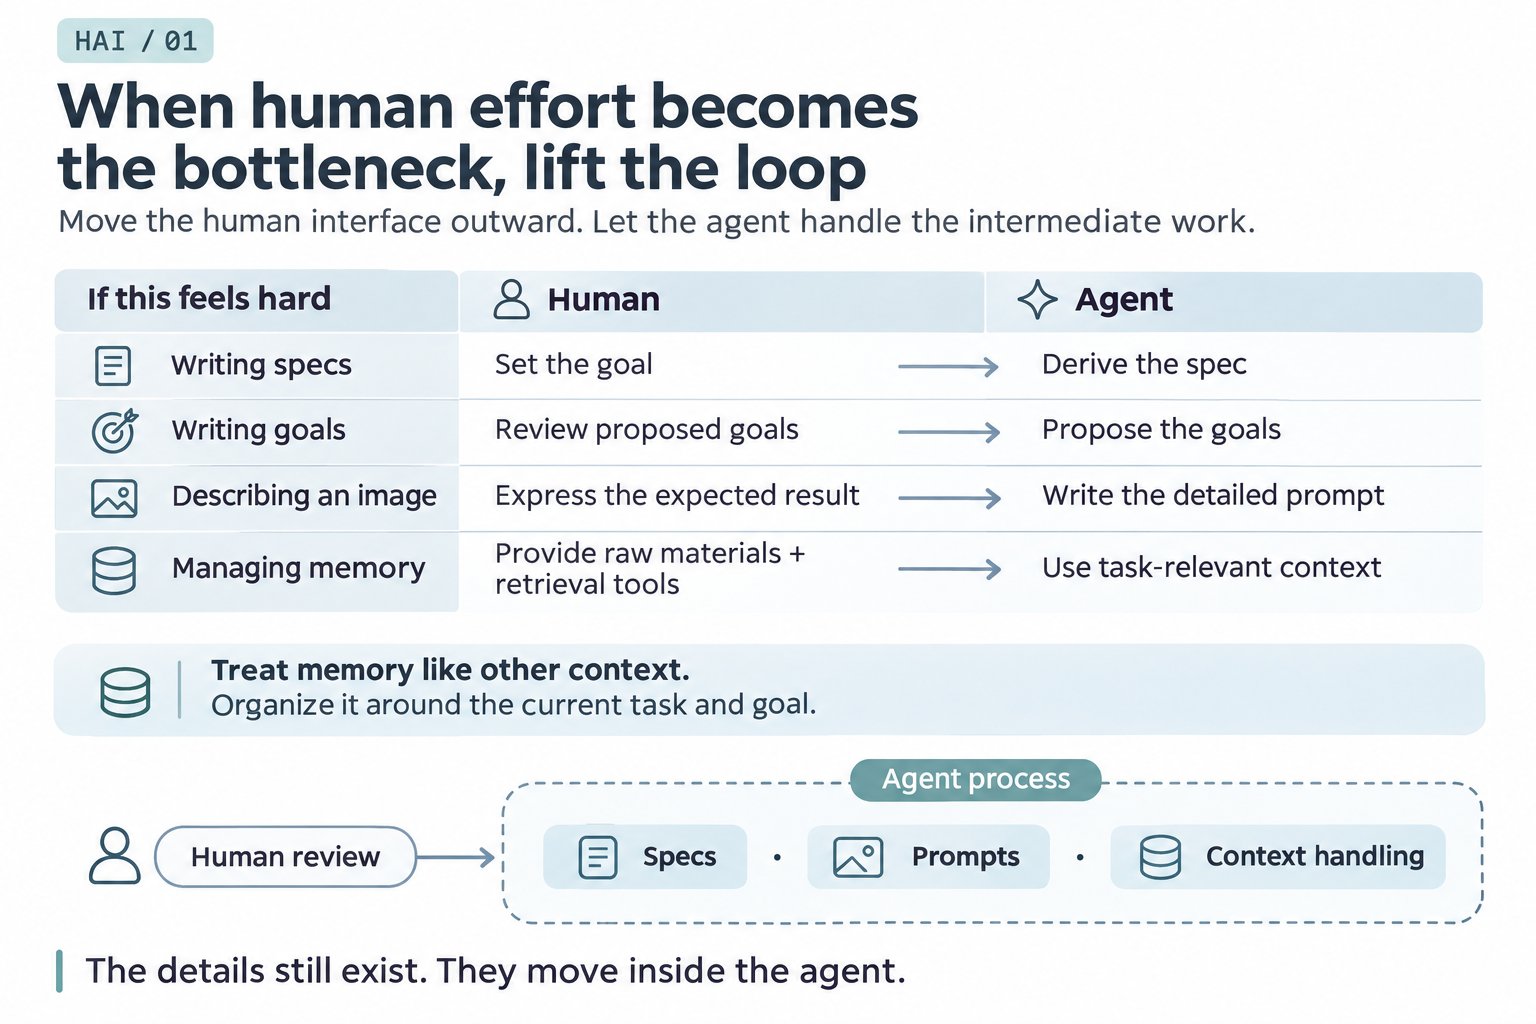 HAI / 01
When human effort becomes
the bottleneck, lift the loop
Move the human interface outward. Let the agent handle the intermediate work.
If this feels hard
Human
Agent
Writing specs
Set the goal
Derive the spec
Writing goals
Review proposed goals
Propose the goals
Describing an image
Express the expected result
Write the detailed prompt
Managing memory
Provide raw materials +
retrieval tools
Use task-relevant context
Treat memory like other context.
Organize it around the current task and goal.
Agent process
Human review
Specs
·
Prompts
·
Context handling
The details still exist. They move inside the agent.